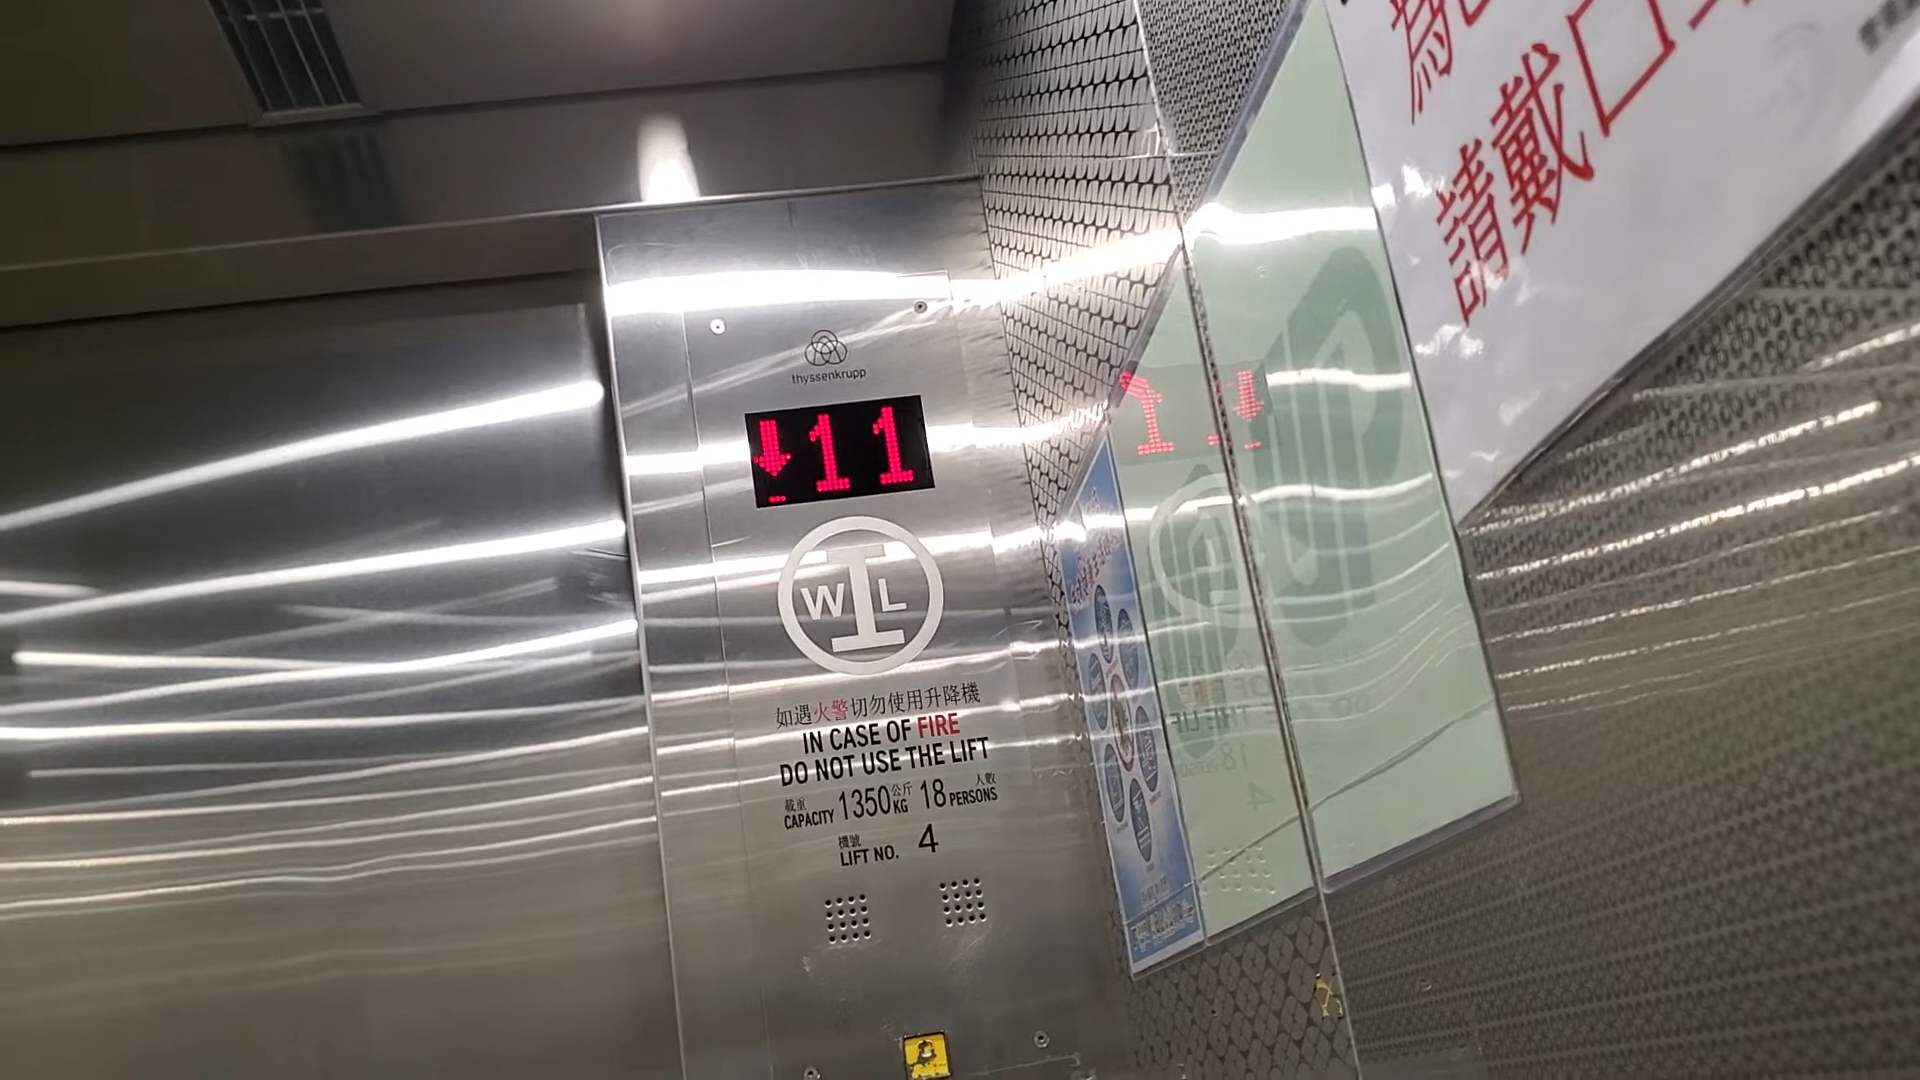 thyssenkrupp
11
W I L
如遇火警切勿使用升降機
IN CASE OF FIRE
DO NOT USE THE LIFT
載重 公斤 人數
CAPACITY 1350 KG 18 PERSONS
機號
LIFT NO. 4
請戴口